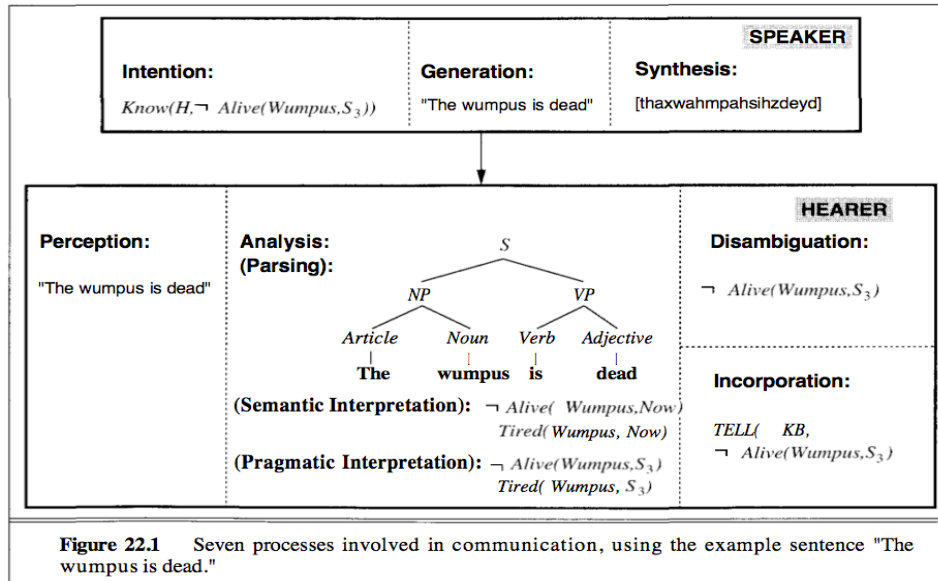 SPEAKER
Intention:
Know(H,¬ Alive(Wumpus,S₃))
Generation:
"The wumpus is dead"
Synthesis:
[thaxwahmpahsihzdeyd]
HEARER
Perception:
"The wumpus is dead"
Analysis:
(Parsing):
S
NP VP
Article Noun Verb Adjective
The wumpus is dead
(Semantic Interpretation): ¬ Alive( Wumpus,Now)
Tired( Wumpus, Now)
(Pragmatic Interpretation): ¬ Alive(Wumpus,S₃)
Tired( Wumpus, S₃)
Disambiguation:
¬ Alive(Wumpus,S₃)
Incorporation:
TELL( KB,
¬ Alive(Wumpus,S₃)
Figure 22.1 Seven processes involved in communication, using the example sentence "The
wumpus is dead."